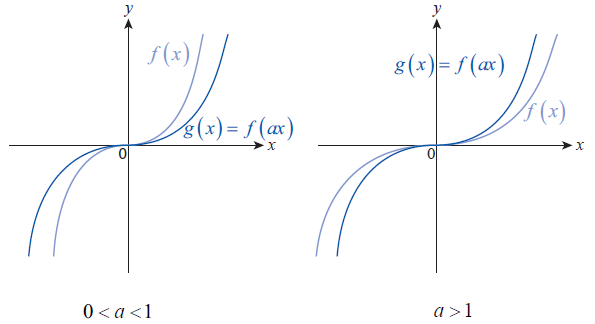 y
f(x)
g(x) = f(ax)
x
0
0 < a < 1
y
g(x) = f(ax)
f(x)
x
0
a > 1